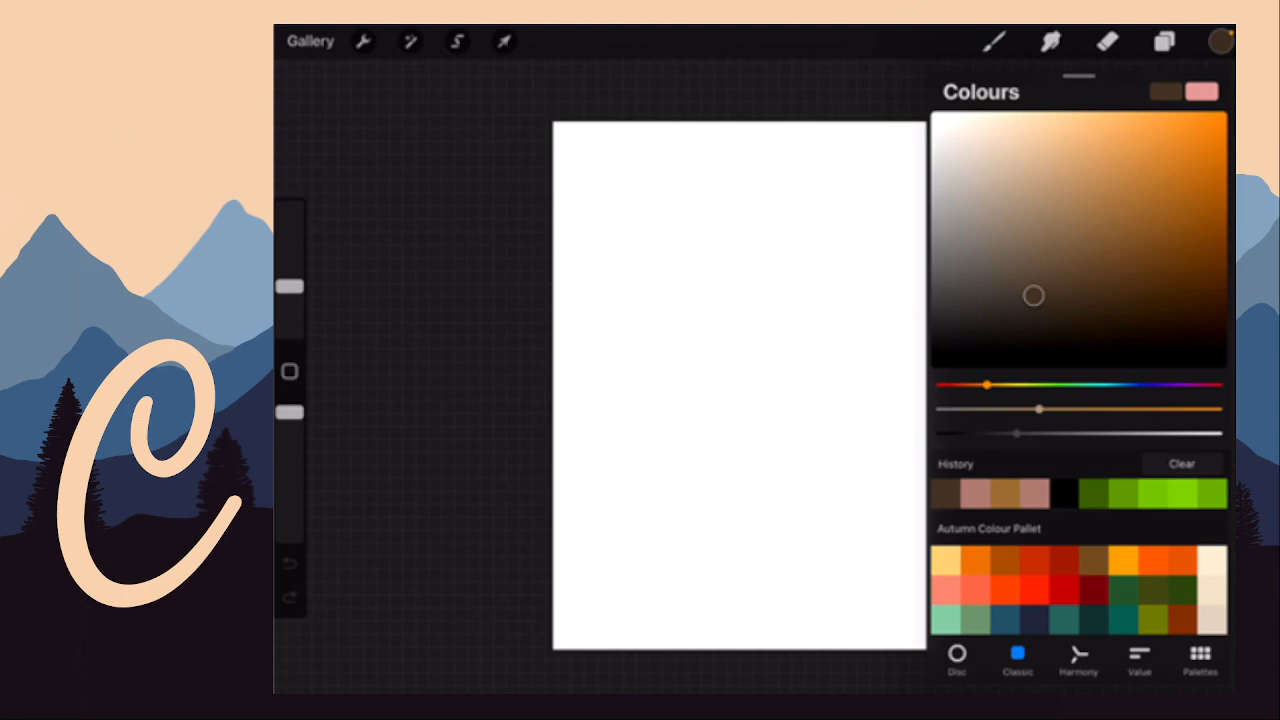 Gallery
Colours
History
Clear
Autumn Colour Pallet
Disc
Classic
Harmony
Value
Palettes
C